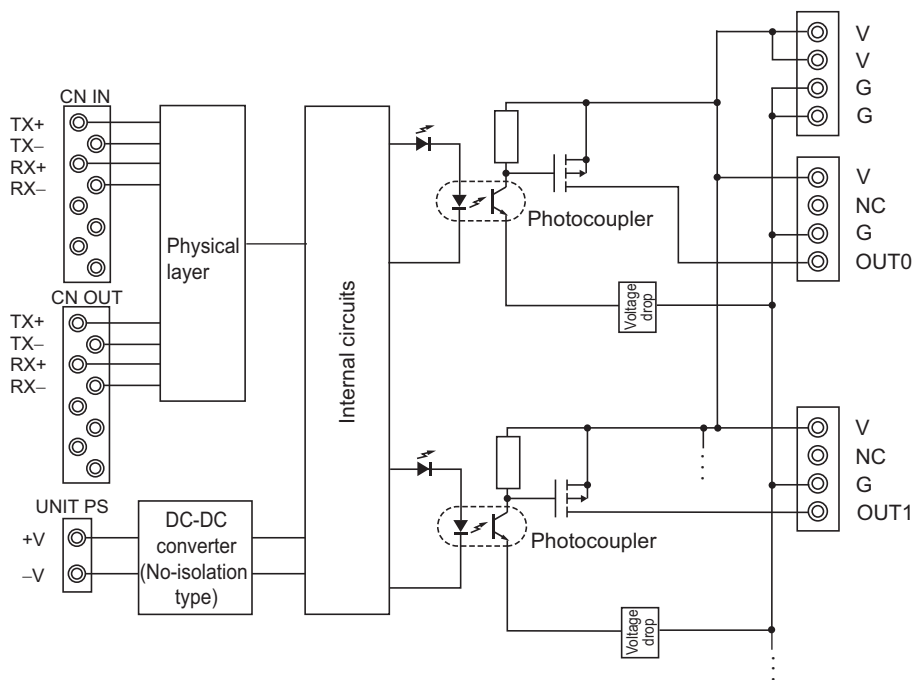 CN IN
TX+
TX−
RX+
RX−
CN OUT
TX+
TX−
RX+
RX−
UNIT PS
+V
−V
Physical
layer
DC-DC
converter
(No-isolation
type)
Internal circuits
Photocoupler
Voltage
drop
Photocoupler
Voltage
drop
V
V
G
G
V
NC
G
OUT0
V
NC
G
OUT1